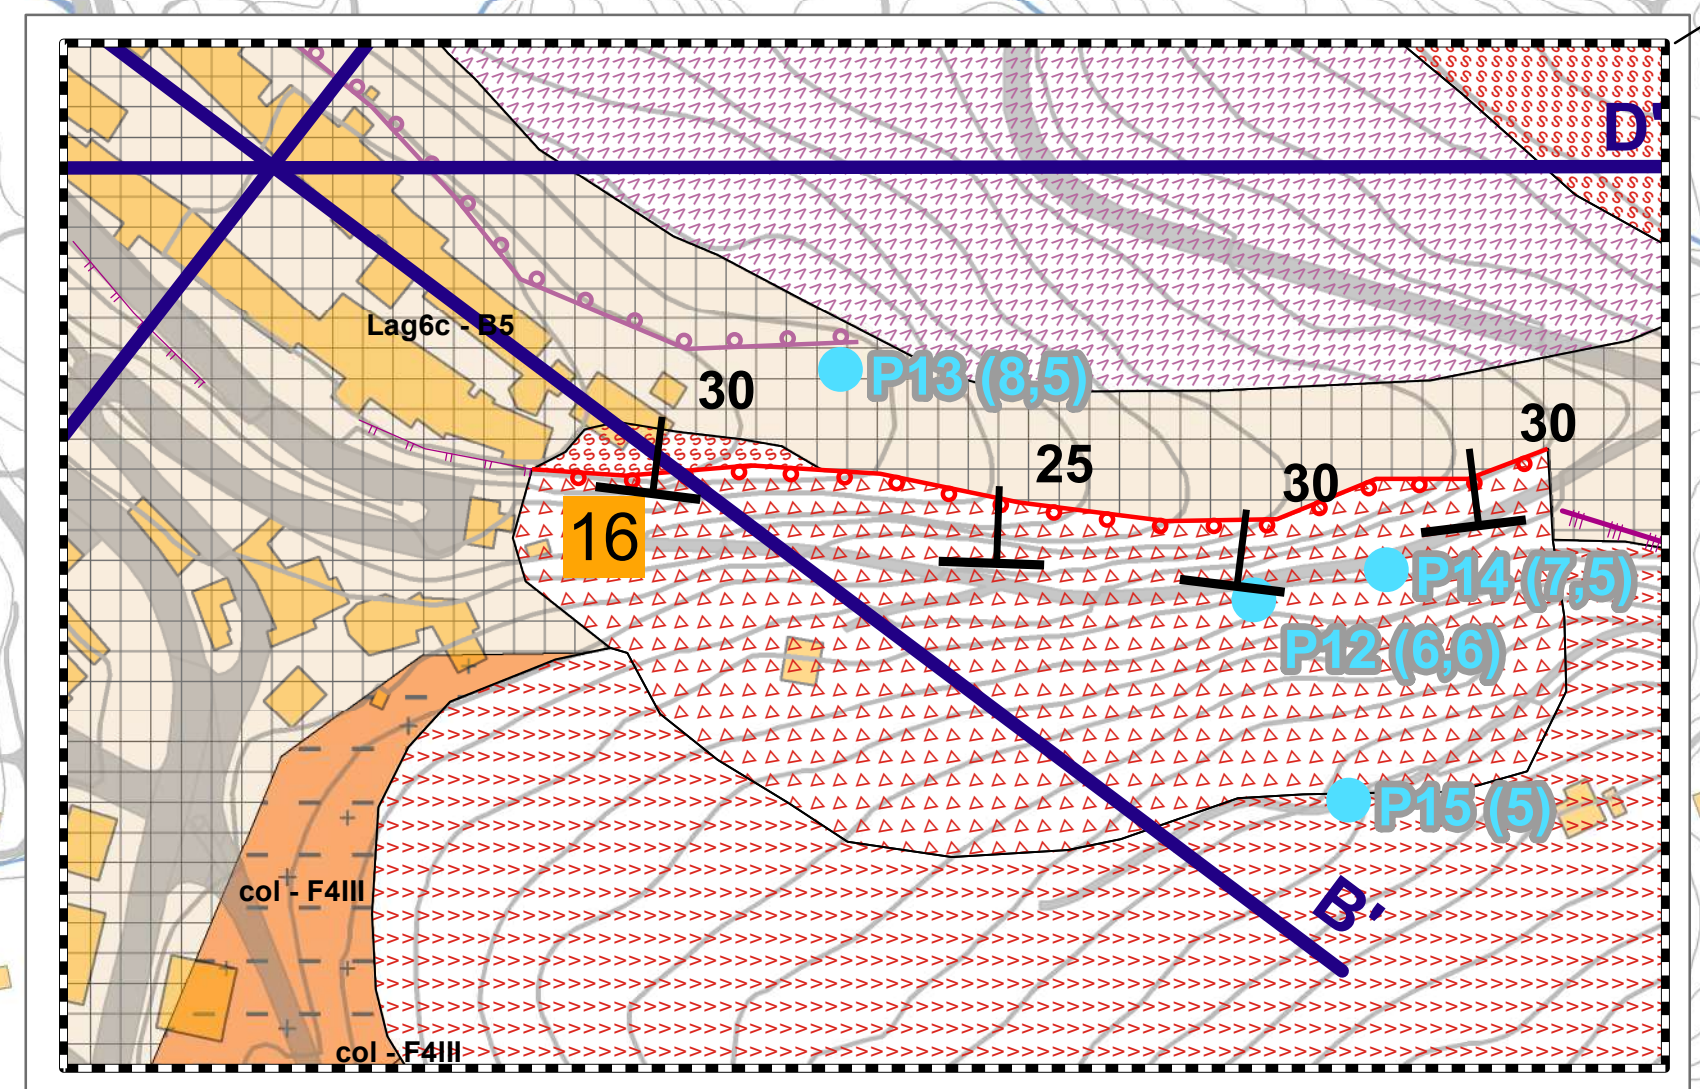 D'
Lag6c - B5
30
P13 (8,5)
30
25
30
16
P14 (7,5)
P12 (6,6)
P15 (5)
col - F4III
B'
col - F4III